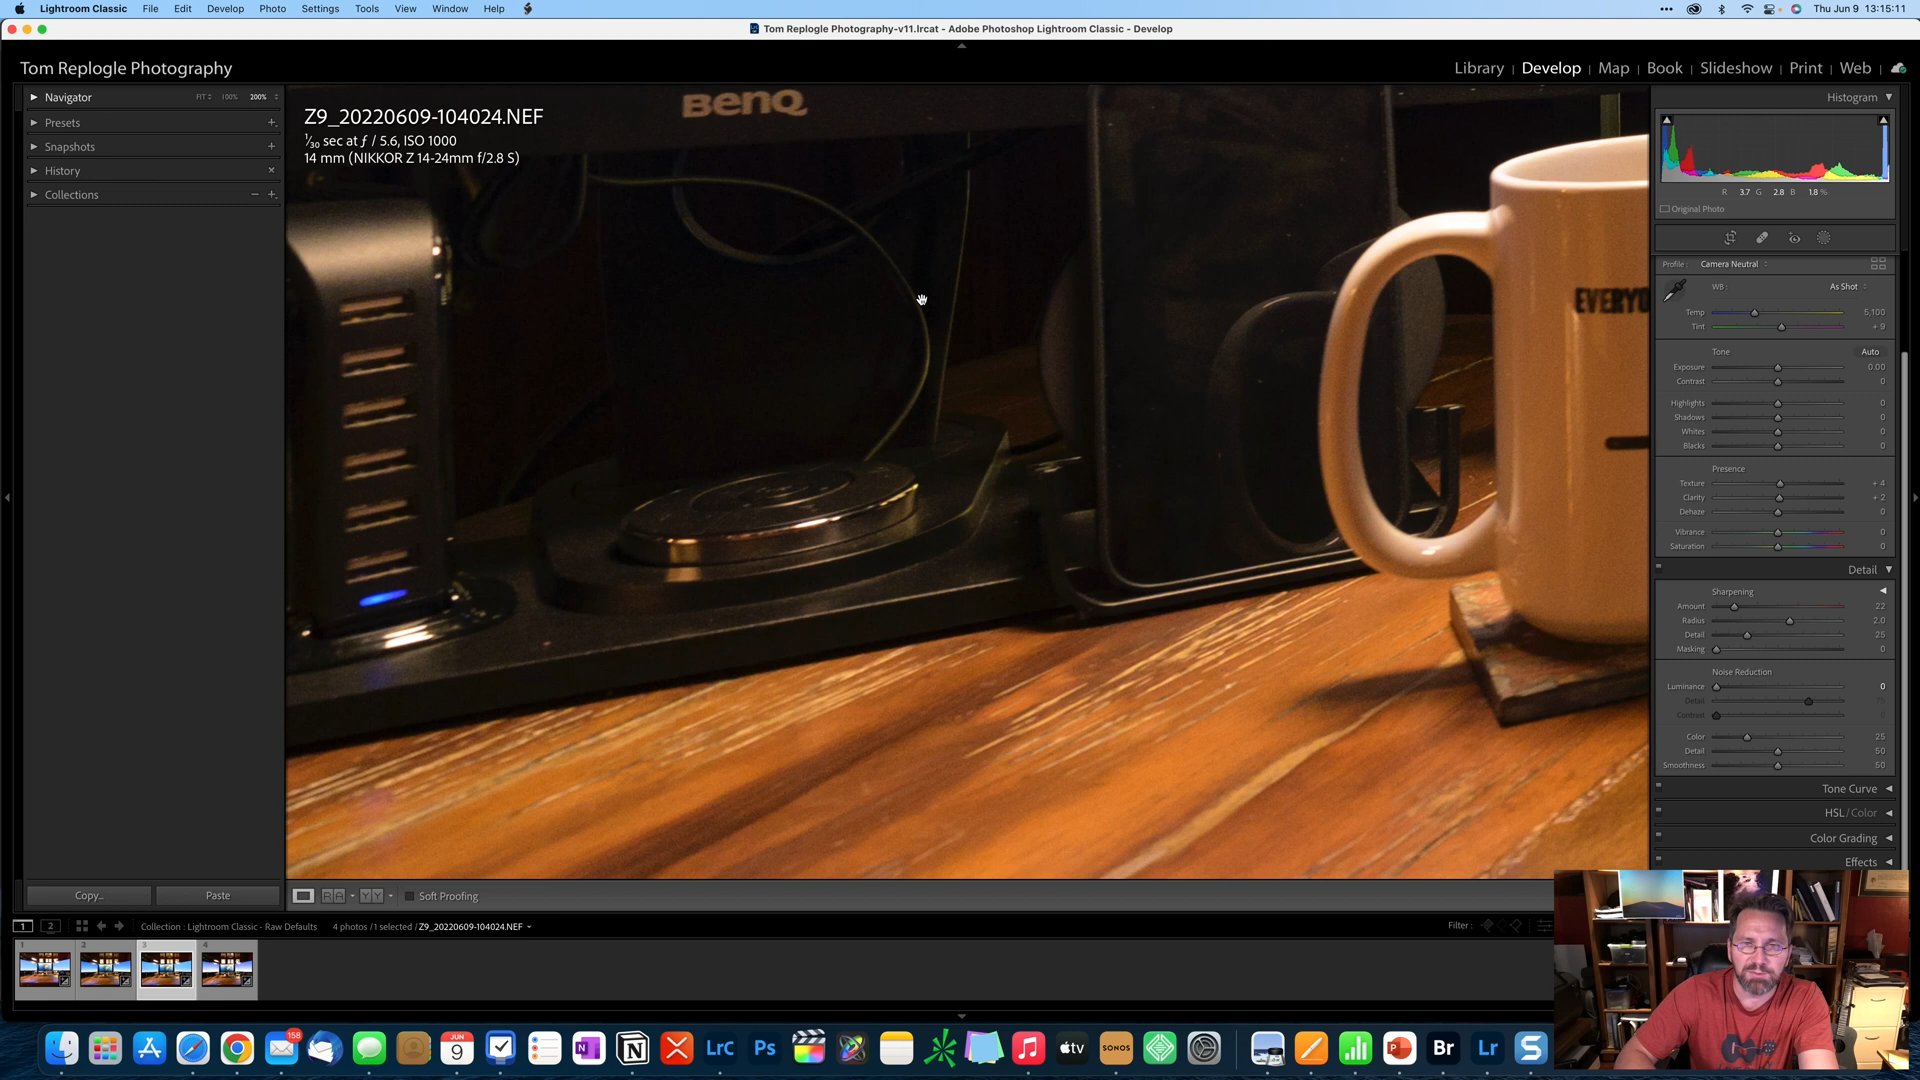 Lightroom Classic File Edit Develop Photo Settings Tools View Window Help Thu Jun 9 13:15:11
Tom Replogle Photography-v11.lrcat - Adobe Photoshop Lightroom Classic - Develop
Tom Replogle Photography Library | Develop | Map | Book | Slideshow | Print | Web
Navigator FIT 100% 200%
Presets
Snapshots
History
Collections
Z9_20220609-104024.NEF
1/30 sec at ƒ / 5.6, ISO 1000
14 mm (NIKKOR Z 14-24mm f/2.8 S)
BenQ
EVERYO
Histogram
R 3.7 G 2.8 B 1.8 %
Original Photo
Profile : Camera Neutral
WB : As Shot
Temp 5,100
Tint + 9
Tone Auto
Exposure 0.00
Contrast 0
Highlights 0
Shadows 0
Whites 0
Blacks 0
Presence
Texture + 4
Clarity + 2
Dehaze 0
Vibrance 0
Saturation 0
Detail
Sharpening
Amount 22
Radius 2.0
Detail 25
Masking 0
Noise Reduction
Luminance 0
Detail 75
Contrast 0
Color 25
Detail 50
Smoothness 50
Tone Curve
HSL / Color
Color Grading
Effects
Copy... Paste
Soft Proofing
1 2 Collection : Lightroom Classic - Raw Defaults 4 photos / 1 selected / Z9_20220609-104024.NEF Filter :
1 2 3 4
158
JUN
9
N
N
LrC
Ps
tv
SONOS
P
Br
Lr
S